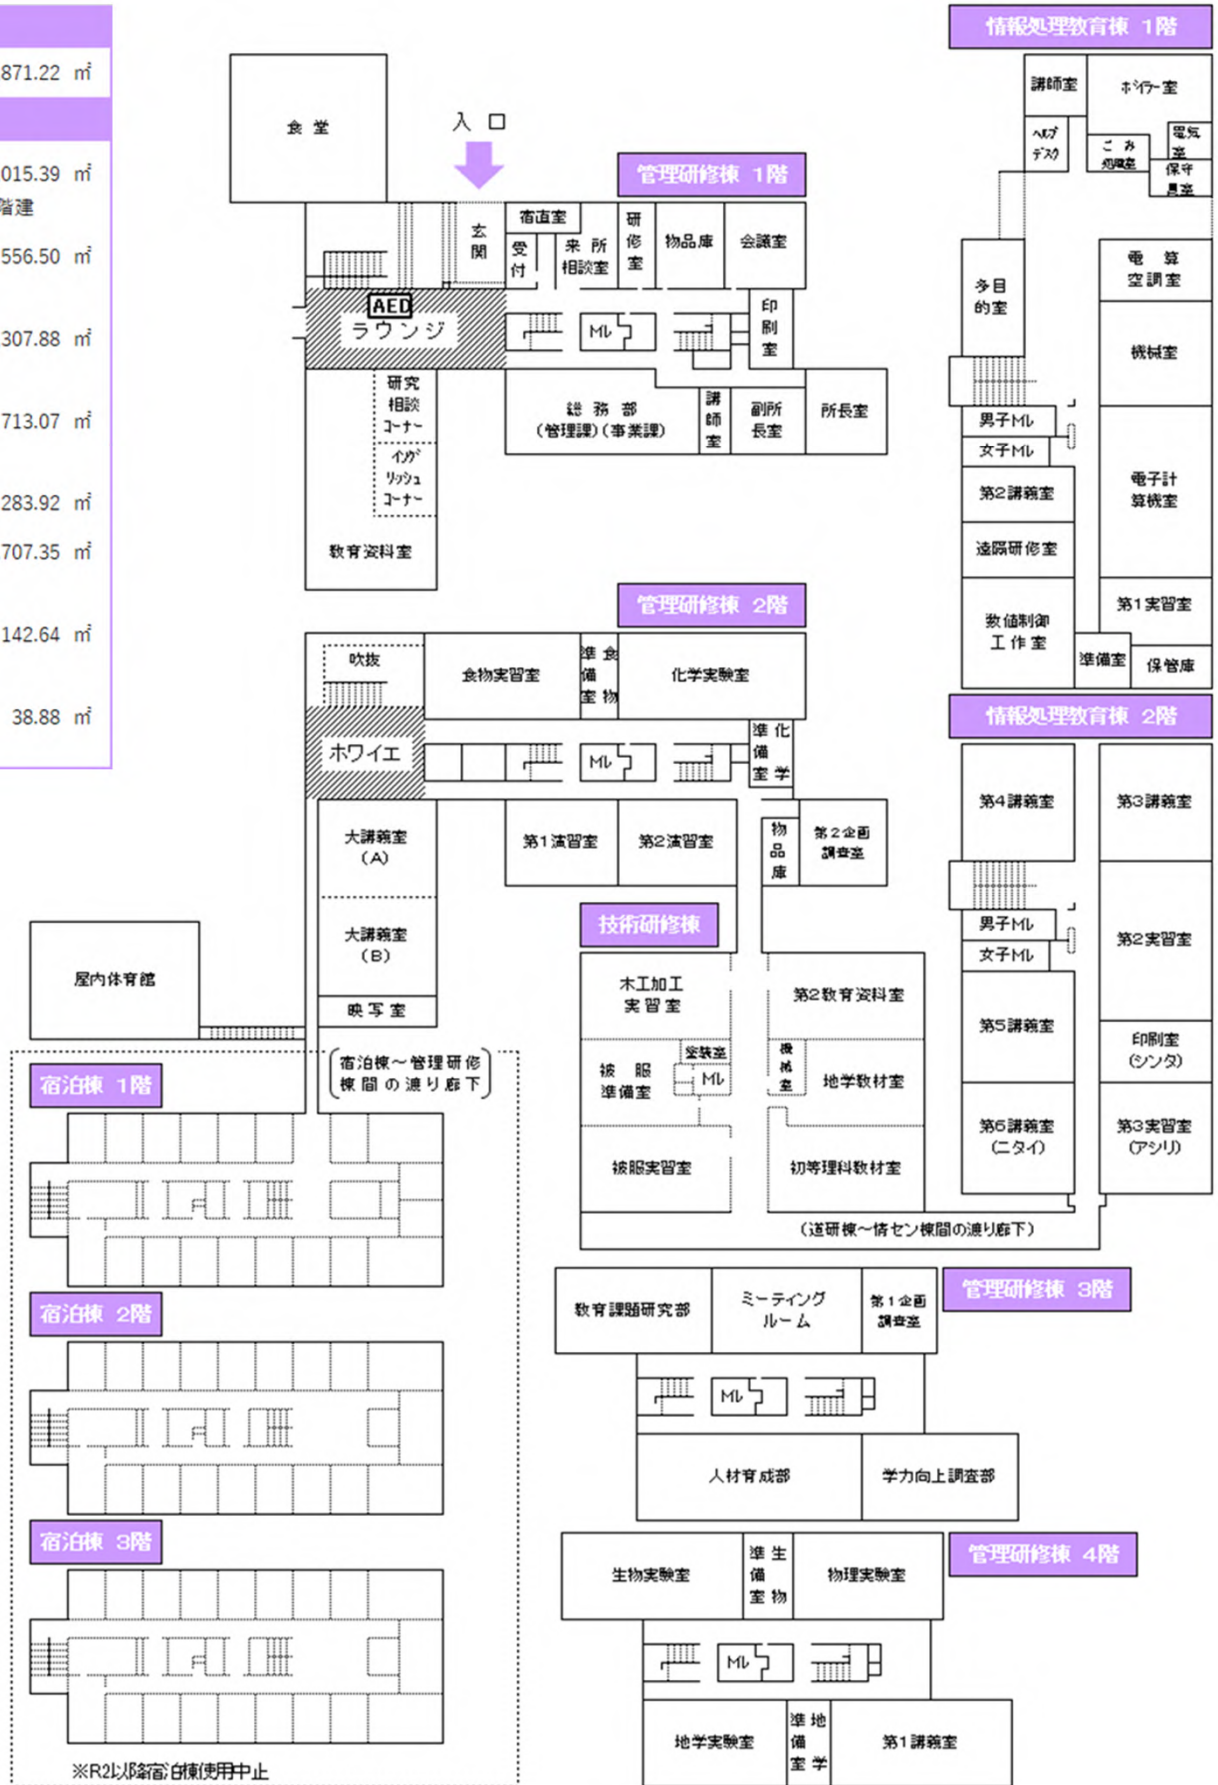 871.22 ㎡
015.39 ㎡
階建
556.50 ㎡
307.88 ㎡
713.07 ㎡
283.92 ㎡
707.35 ㎡
142.64 ㎡
38.88 ㎡
入 口
管理研修棟 1階
食 堂
玄関
宿直室
受付
来 所
相談室
研修室
物品庫
会議室
AED
ラウンジ
ML
印刷室
研究
相談
コーナー
イング
リッシュ
コーナー
教育資料室
総 務 部
(管理課)(事業課)
講師室
副所
長室
所長室
管理研修棟 2階
吹抜
食物実習室
食物
準備室
化学実験室
ホワイエ
ML
化学
準備室
大講義室
(A)
大講義室
(B)
映写室
第1演習室
第2演習室
物品庫
第2企画
調査室
屋内体育館
技術研修棟
木工加工
実習室
第2教育資料室
塗装室
ML
機械室
被 服
準備室
地学教材室
被服実習室
初等理科教材室
(道研棟～情セン棟間の渡り廊下)
情報処理教育棟 1階
講師室
ボイラー室
ヘルプ
デスク
ごみ
処理室
電気
室
保守
員室
多目
的室
電 算
空調室
機械室
男子ML
女子ML
第2講義室
電子計
算機室
遠隔研修室
数値制御
工作室
第1実習室
準備室
保管庫
情報処理教育棟 2階
第4講義室
第3講義室
男子ML
女子ML
第2実習室
第5講義室
印刷室
(シンタ)
第6講義室
(ニタイ)
第3実習室
(アシリ)
宿泊棟～管理研修
棟間の渡り廊下
宿泊棟 1階
宿泊棟 2階
宿泊棟 3階
※R2以降宿泊棟使用中止
管理研修棟 3階
教育課題研究部
ミーティング
ルーム
第1企画
調査室
ML
人材育成部
学力向上調査部
管理研修棟 4階
生物実験室
生物
準備室
物理実験室
ML
地学実験室
地学
準備室
第1講義室